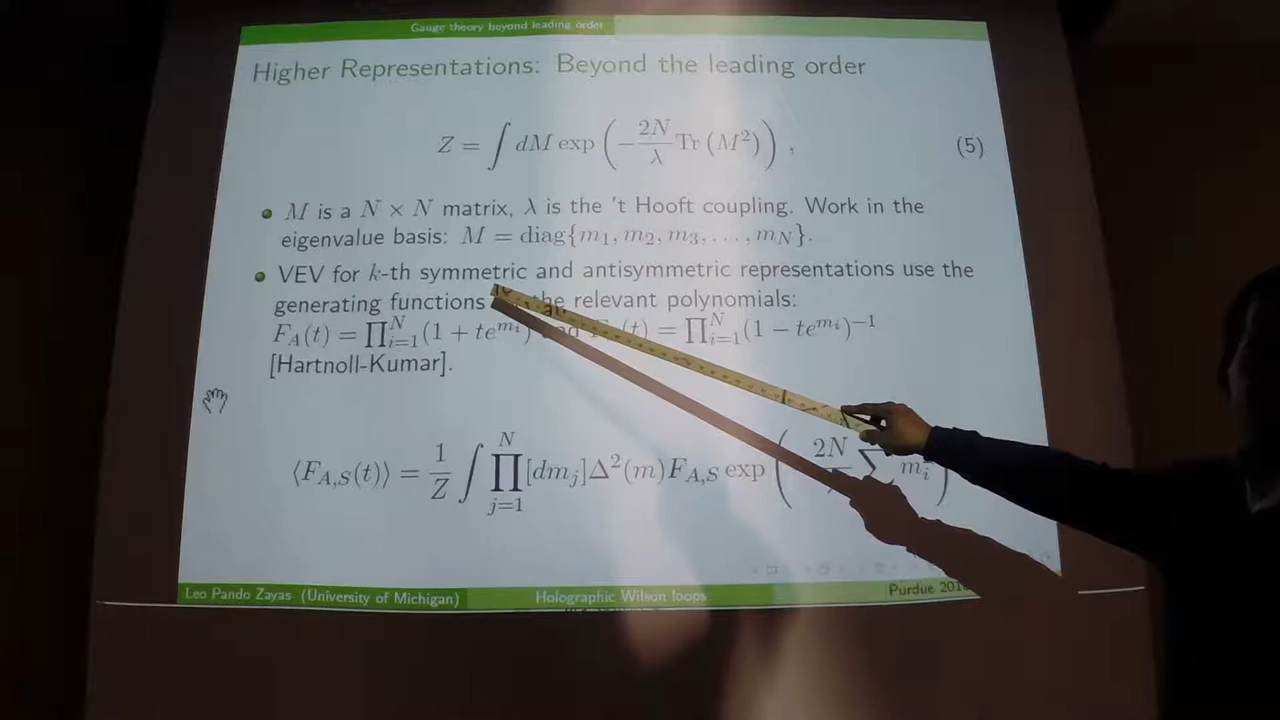 Gauge theory beyond leading order
Higher Representations: Beyond the leading order
Z = ∫ dM exp (−2N/λ Tr (M²)) , (5)
M is a N × N matrix, λ is the 't Hooft coupling. Work in the
eigenvalue basis: M = diag{m₁, m₂, m₃, . . . , m_N}.
VEV for k-th symmetric and antisymmetric representations use the
generating functions the relevant polynomials:
F_A(t) = ∏_{i=1}^N (1 + te^{m_i}) (t) = ∏_{i=1}^N (1 − te^{m_i})^{−1}
[Hartnoll-Kumar].
⟨F_{A,S}(t)⟩ = 1/Z ∫ ∏_{j=1}^N [dm_j]Δ²(m)F_{A,S} exp ( 2N ∑ m_i² )
Leo Pando Zayas (University of Michigan) Holographic Wilson loops Purdue